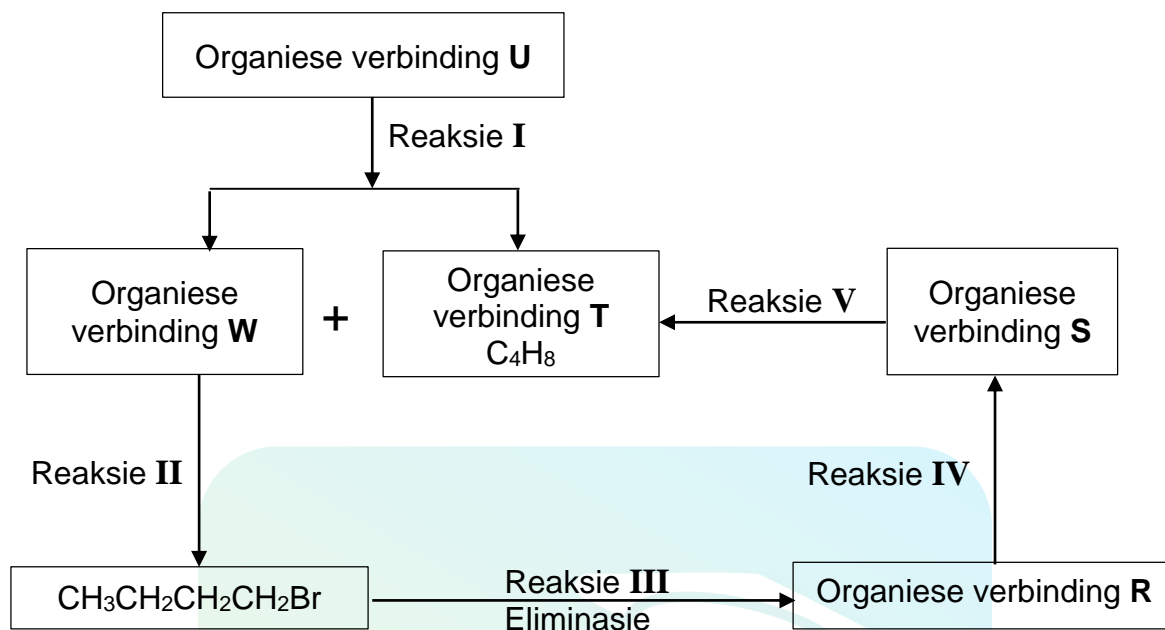 Organiese verbinding U
Reaksie I
Organiese
verbinding W
+
Organiese
verbinding T
C₄H₈
Reaksie V
Organiese
verbinding S
Reaksie II
Reaksie IV
CH₃CH₂CH₂CH₂Br
Reaksie III
Eliminasie
Organiese verbinding R